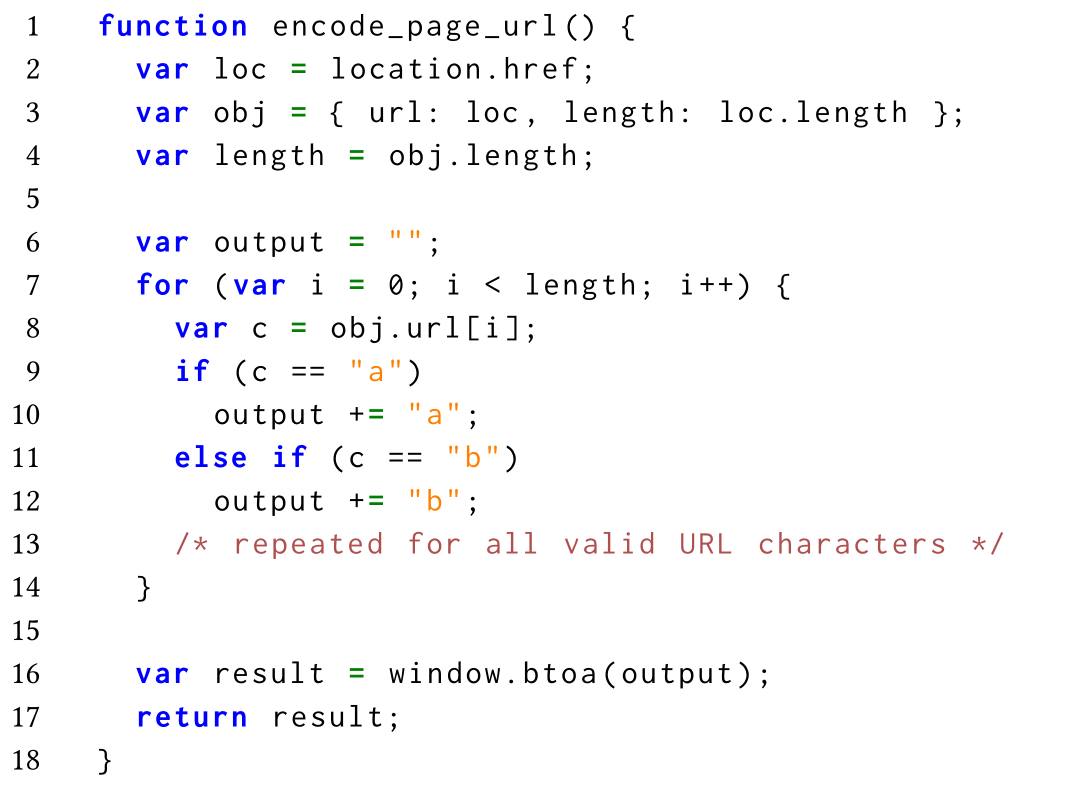 1 function encode_page_url() {
2 var loc = location.href;
3 var obj = { url: loc, length: loc.length };
4 var length = obj.length;
5
6 var output = "";
7 for (var i = 0; i < length; i++) {
8 var c = obj.url[i];
9 if (c == "a")
10 output += "a";
11 else if (c == "b")
12 output += "b";
13 /* repeated for all valid URL characters */
14 }
15
16 var result = window.btoa(output);
17 return result;
18 }